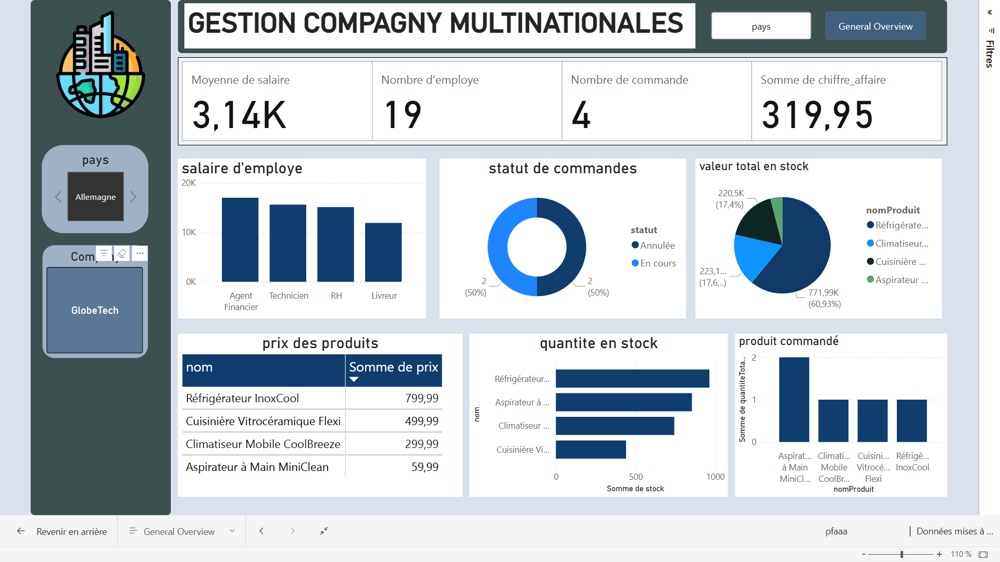 GESTION COMPAGNY MULTINATIONALES
pays
General Overview
Filtres
Moyenne de salaire
3,14K
Nombre d'employe
19
Nombre de commande
4
Somme de chiffre_affaire
319,95
pays
Allemagne
GlobeTech
salaire d'employe
20K
10K
0K
Agent Financier
Technicien
RH
Livreur
statut de commandes
2
(50%)
2
(50%)
statut
Annulée
En cours
valeur total en stock
220,5K
(17,4%)
223,1...
(17,6...)
771,99K
(60,93%)
nomProduit
Réfrigérate...
Climatiseur...
Cuisinière ...
Aspirateur ...
prix des produits
nom
Somme de prix
Réfrigérateur InoxCool
799,99
Cuisinière Vitrocéramique Flexi
499,99
Climatiseur Mobile CoolBreeze
299,99
Aspirateur à Main MiniClean
59,99
quantite en stock
nom
Réfrigérateur...
Aspirateur à ...
Climatiseur ...
Cuisinière Vi...
0
500
1000
Somme de stock
produit commandé
Somme de quantiteTota...
2
1
0
Aspirat... à Main MiniCl...
Climati... Mobile CoolBr...
Cuisini... Vitrocé... Flexi
Réfrigé... InoxCool
nomProduit
Revenir en arrière
General Overview
pfaaa
Données mises à ...
- + 110 %